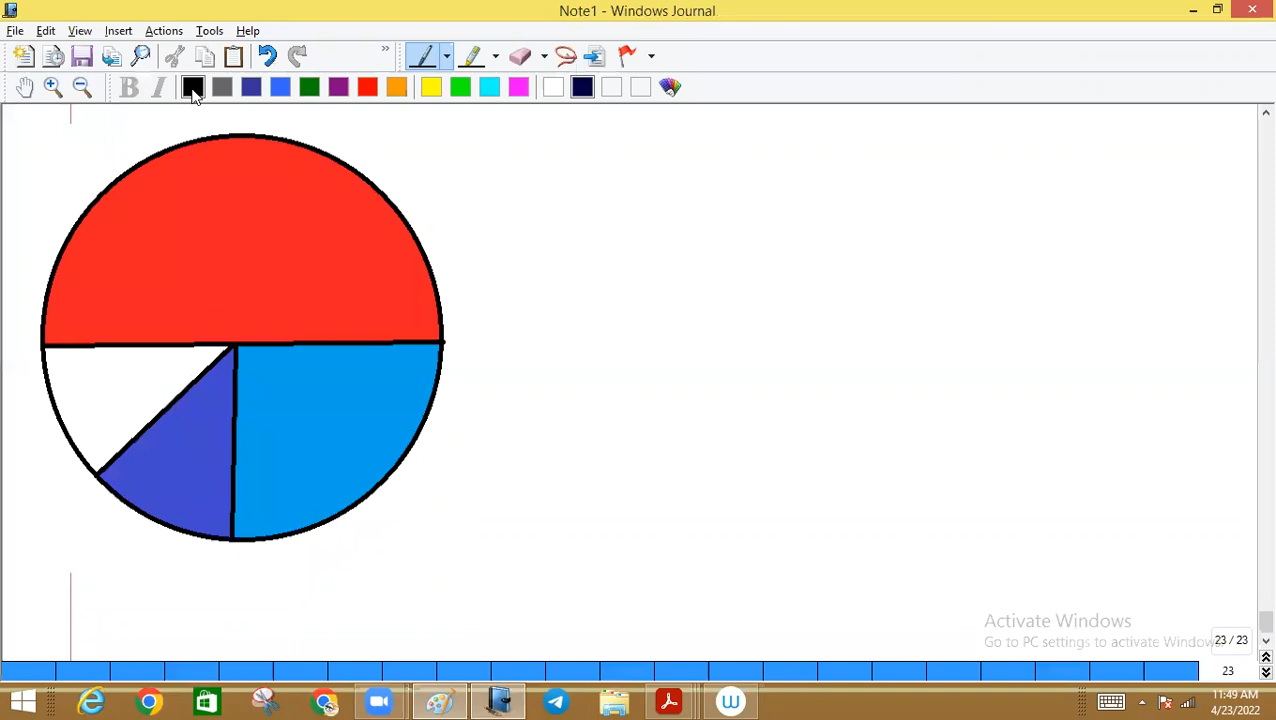 Note1 - Windows Journal
File Edit View Insert Actions Tools Help
B I
Activate Windows
Go to PC settings to activate Windows.
23 / 23
23
W
11:49 AM
4/23/2022